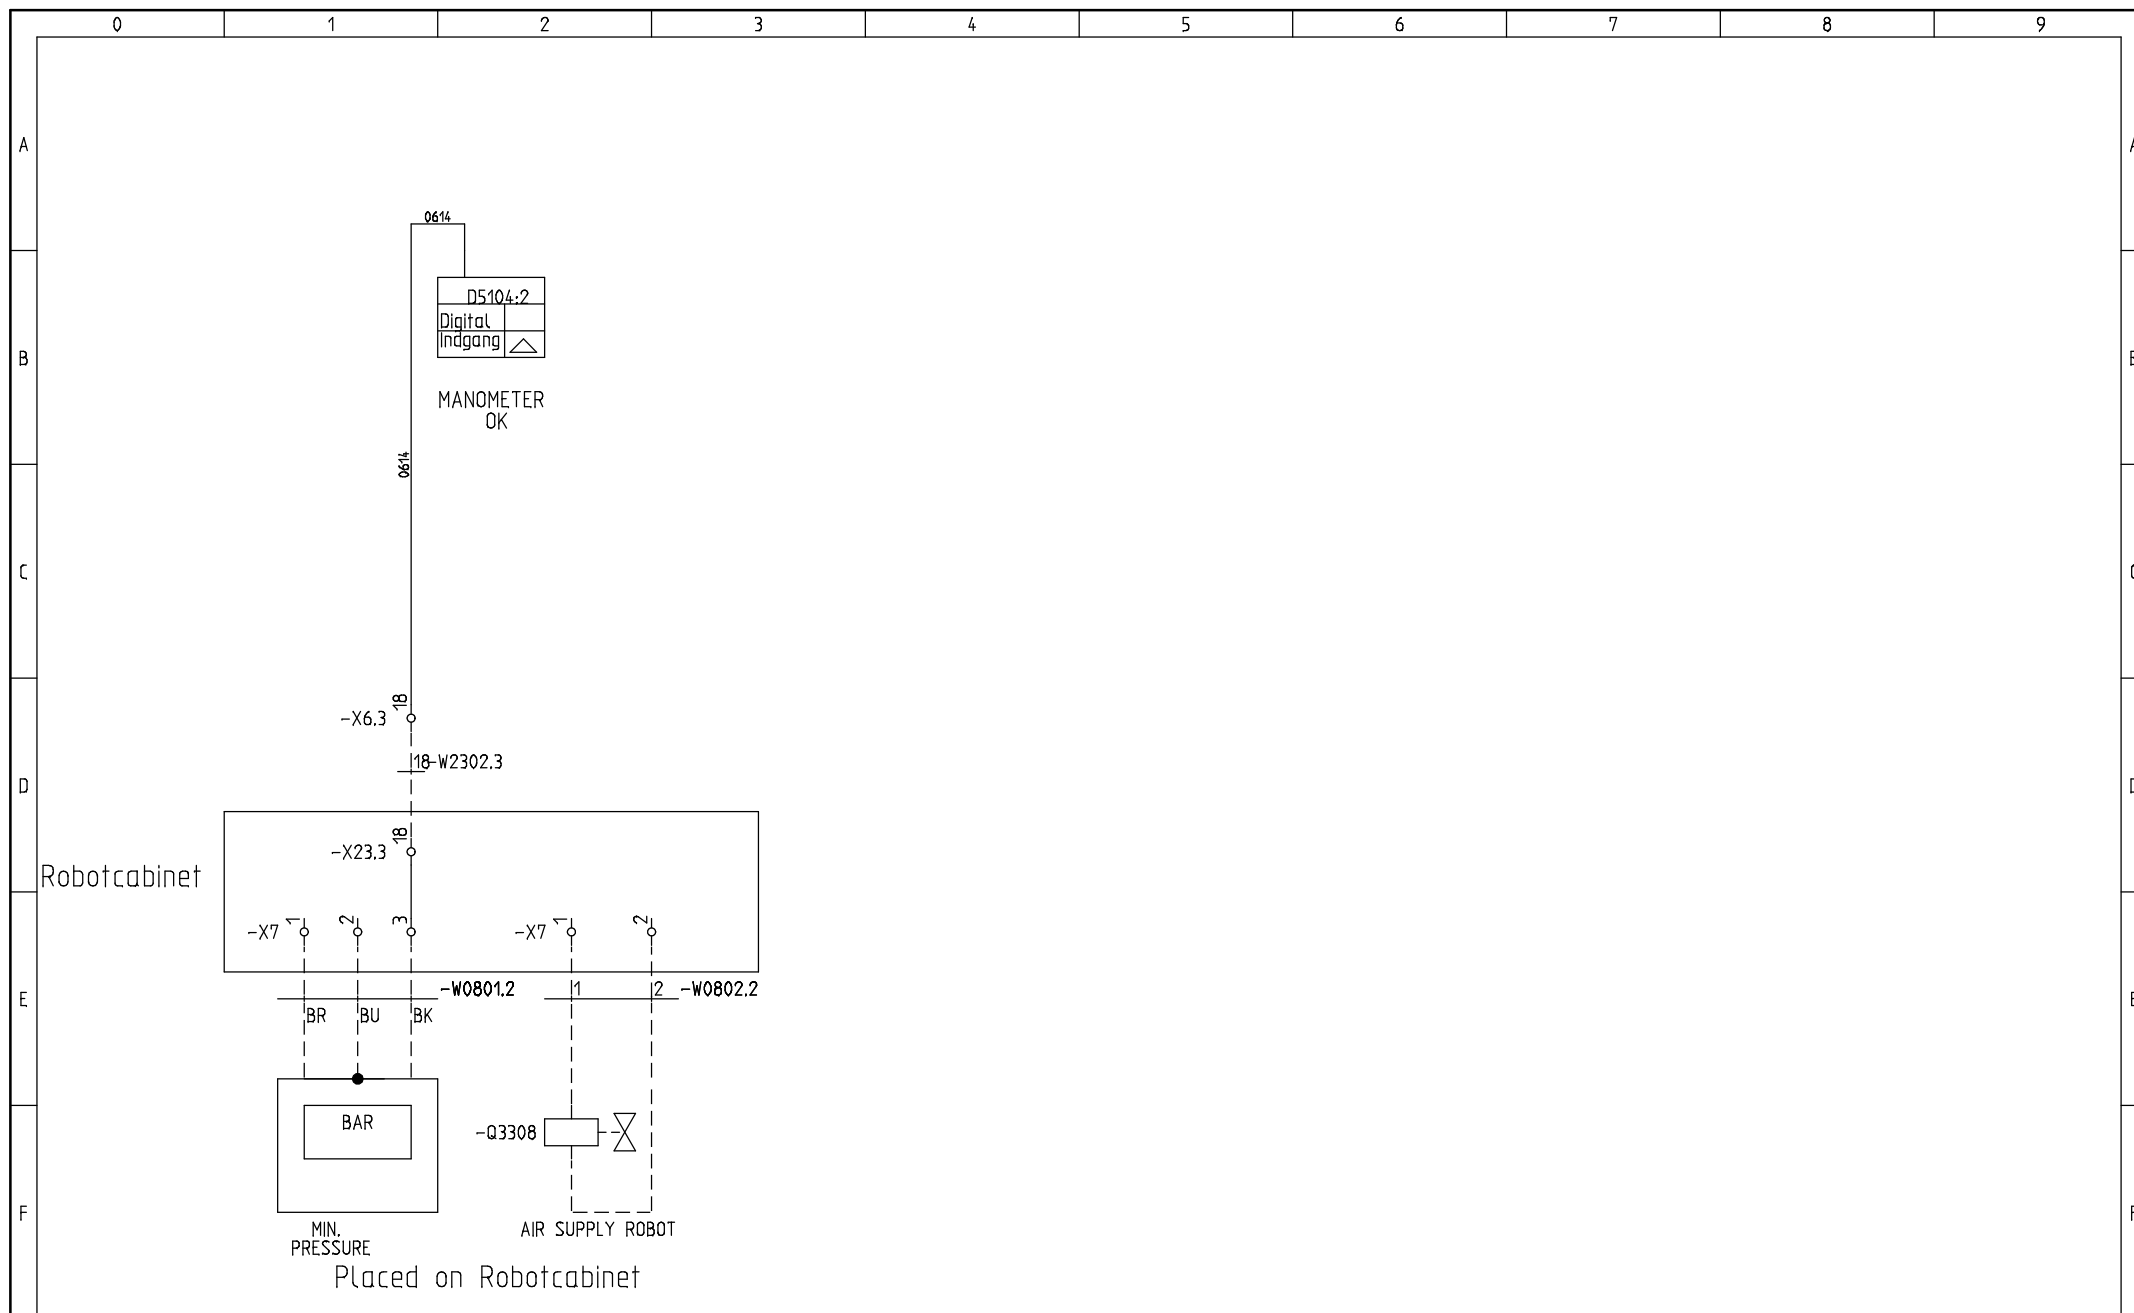 0 1 2 3 4 5 6 7 8 9
A A
0614
D5104:2
Digital
Indgang
B B
MANOMETER
OK
0614
C C
18
-X6.3
18-W2302.3
D D
18
-X23.3
Robotcabinet
1 2 3 1 2
-X7 -X7
-W0801.2 1 2 -W0802.2
E E
BR BU BK
BAR
-Q3308
F F
MIN. AIR SUPPLY ROBOT
PRESSURE
Placed on Robotcabinet